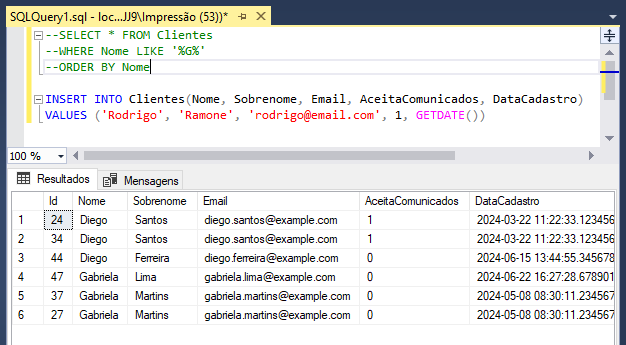 SQLQuery1.sql - loc...JJ9\Impressão (53))*
--SELECT * FROM Clientes
--WHERE Nome LIKE '%G%'
--ORDER BY Nome
INSERT INTO Clientes(Nome, Sobrenome, Email, AceitaComunicados, DataCadastro)
VALUES ('Rodrigo', 'Ramone', 'rodrigo@email.com', 1, GETDATE())
100 %
Resultados Mensagens
Id Nome Sobrenome Email AceitaComunicados DataCadastro
1 24 Diego Santos diego.santos@example.com 1 2024-03-22 11:22:33.123456
2 34 Diego Santos diego.santos@example.com 1 2024-03-22 11:22:33.123456
3 44 Diego Ferreira diego.ferreira@example.com 0 2024-06-15 13:44:55.345678
4 47 Gabriela Lima gabriela.lima@example.com 0 2024-06-22 16:27:28.678901
5 37 Gabriela Martins gabriela.martins@example.com 0 2024-05-08 08:30:11.234567
6 27 Gabriela Martins gabriela.martins@example.com 0 2024-05-08 08:30:11.234567